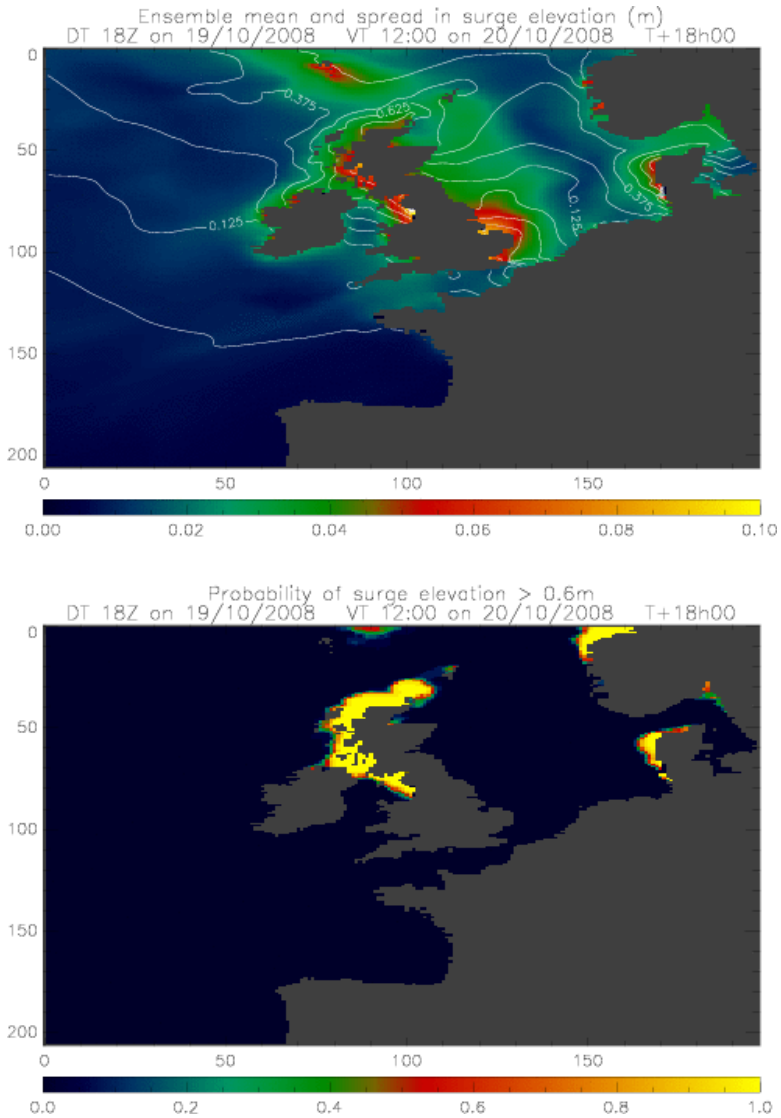 Ensemble mean and spread in surge elevation (m)
DT 18Z on 19/10/2008 VT 12:00 on 20/10/2008 T+18h00
0
50
100
150
200
0.375
0.625
0.125
0.125
0.375
0 50 100 150
0.00 0.02 0.04 0.06 0.08 0.10
Probability of surge elevation > 0.6m
DT 18Z on 19/10/2008 VT 12:00 on 20/10/2008 T+18h00
0
50
100
150
200
0 50 100 150
0.0 0.2 0.4 0.6 0.8 1.0